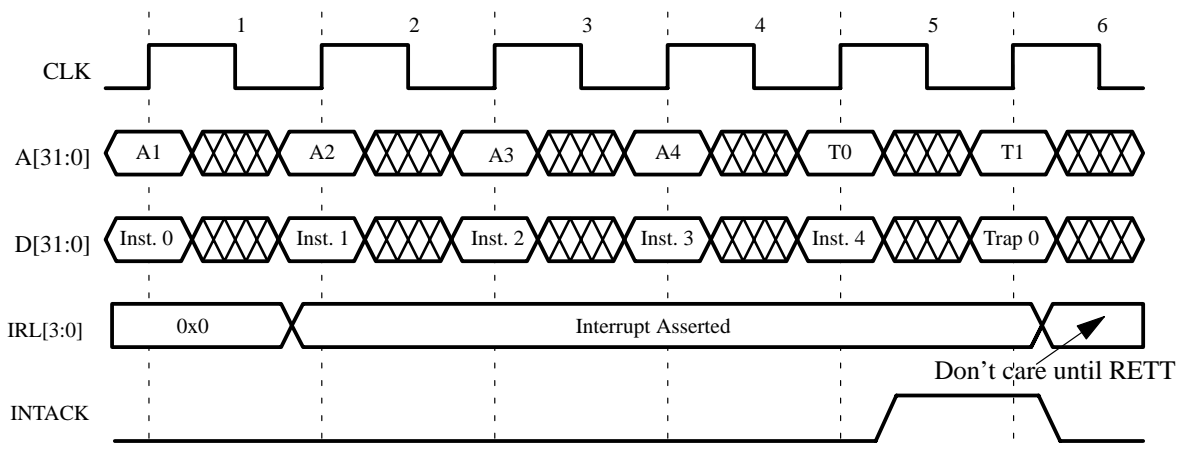 1 2 3 4 5 6
CLK
A[31:0] A1 A2 A3 A4 T0 T1
D[31:0] Inst. 0 Inst. 1 Inst. 2 Inst. 3 Inst. 4 Trap 0
IRL[3:0] 0x0 Interrupt Asserted
Don't care until RETT
INTACK